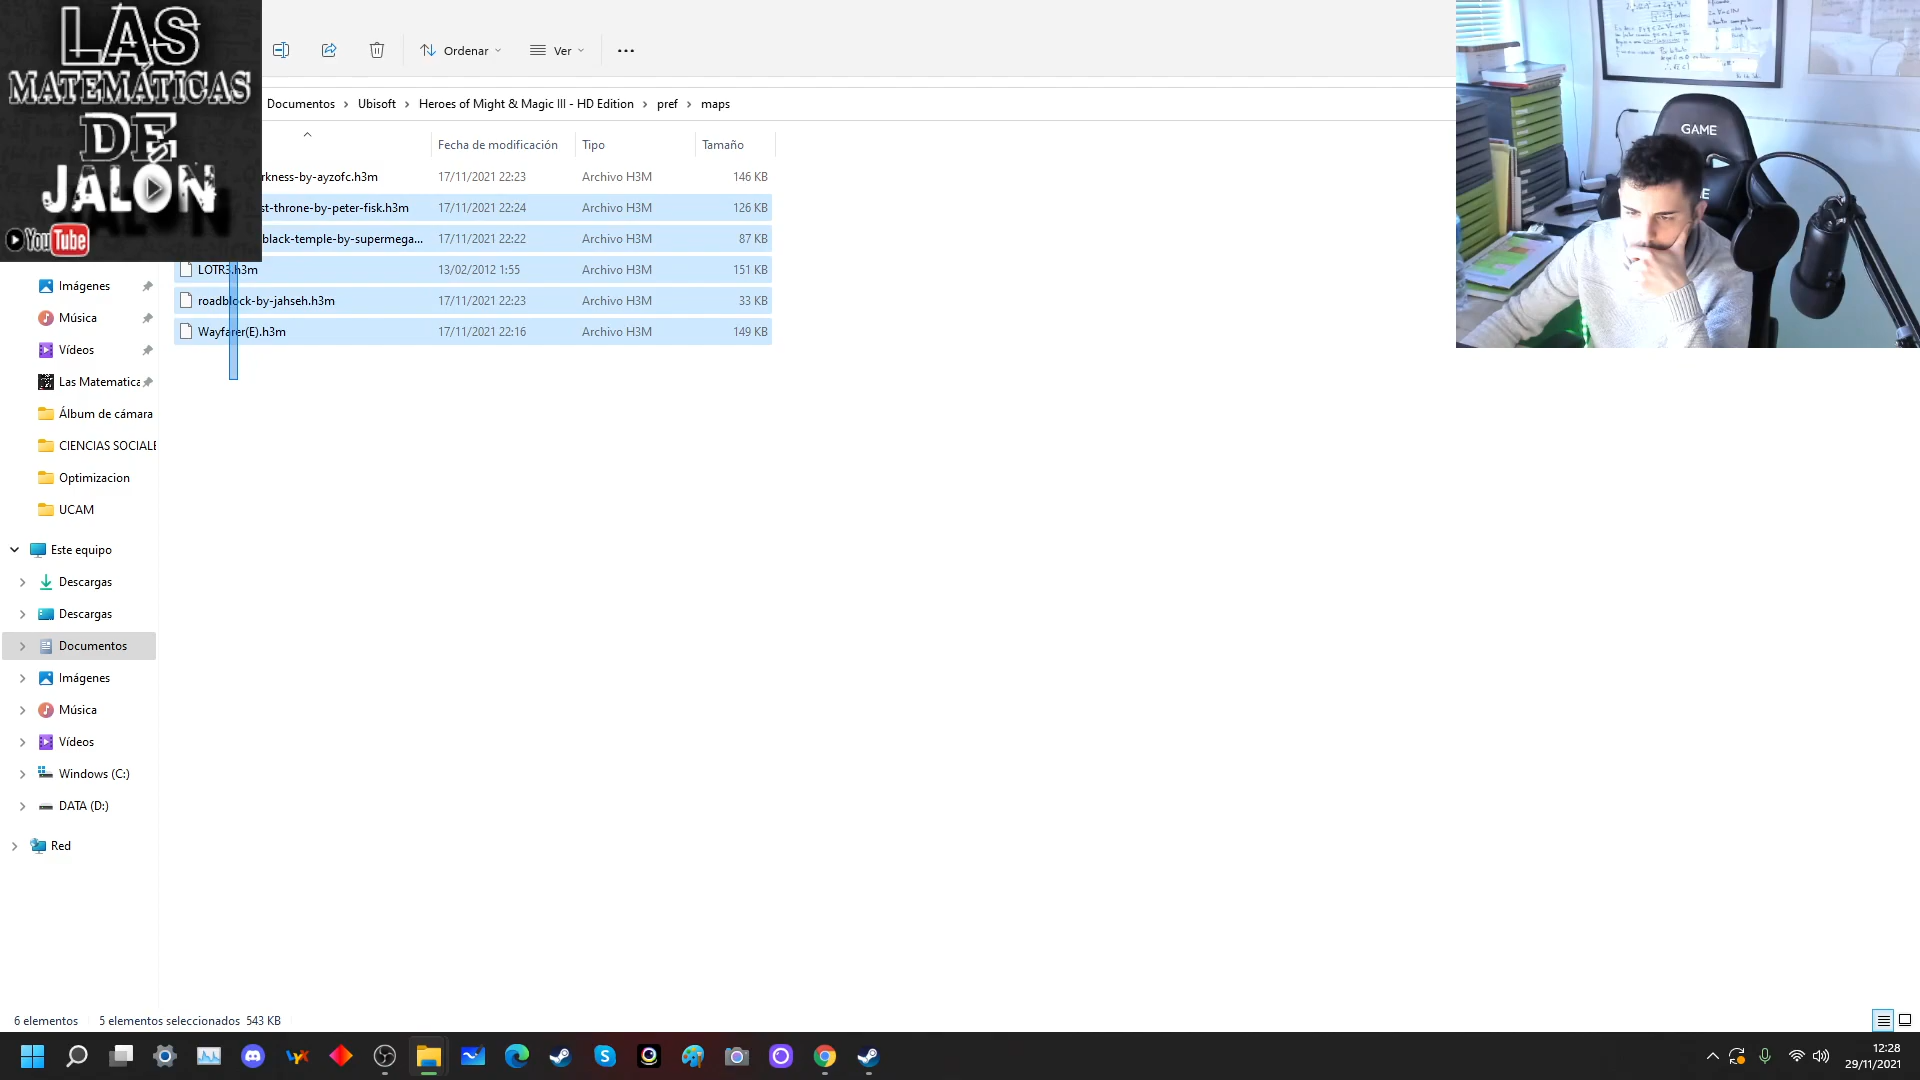 LAS
MATEMÁTICAS
DE
JALÓN
YouTube
Ordenar
Ver
Documentos > Ubisoft > Heroes of Might & Magic III - HD Edition > pref > maps
Fecha de modificación Tipo Tamaño
rkness-by-ayzofc.h3m 17/11/2021 22:23 Archivo H3M 146 KB
st-throne-by-peter-fisk.h3m 17/11/2021 22:24 Archivo H3M 126 KB
black-temple-by-supermega... 17/11/2021 22:22 Archivo H3M 87 KB
LOTR3.h3m 13/02/2012 1:55 Archivo H3M 151 KB
roadblock-by-jahseh.h3m 17/11/2021 22:23 Archivo H3M 33 KB
Wayfarer(E).h3m 17/11/2021 22:16 Archivo H3M 149 KB
Imágenes
Música
Vídeos
Las Matematica
Álbum de cámara
CIENCIAS SOCIALE
Optimizacion
UCAM
Este equipo
Descargas
Descargas
Documentos
Imágenes
Música
Vídeos
Windows (C:)
DATA (D:)
Red
6 elementos 5 elementos seleccionados 543 KB
GAME
12:28
29/11/2021